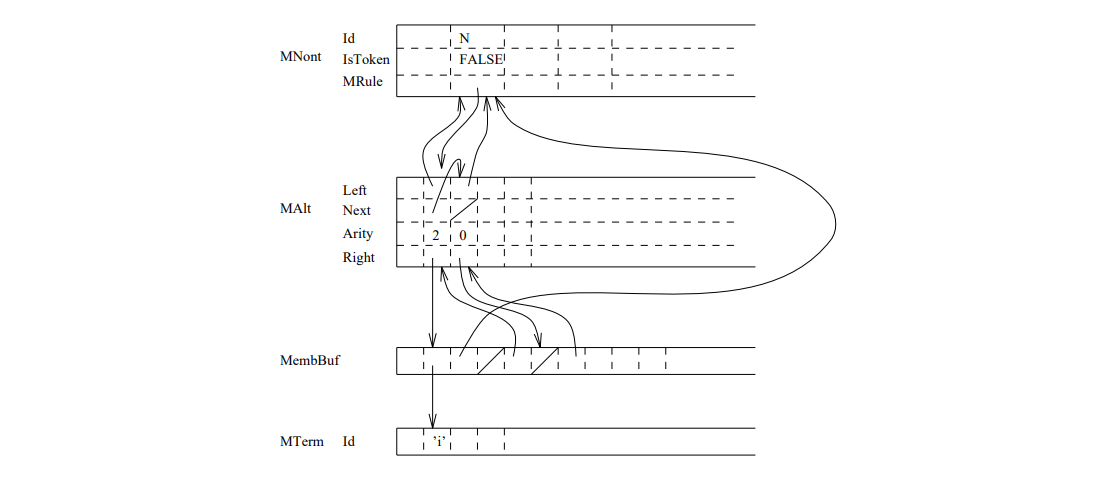 Id N
MNont IsToken FALSE
MRule
Left
MAlt Next
Arity 2 0
Right
MembBuf
MTerm Id 'i'